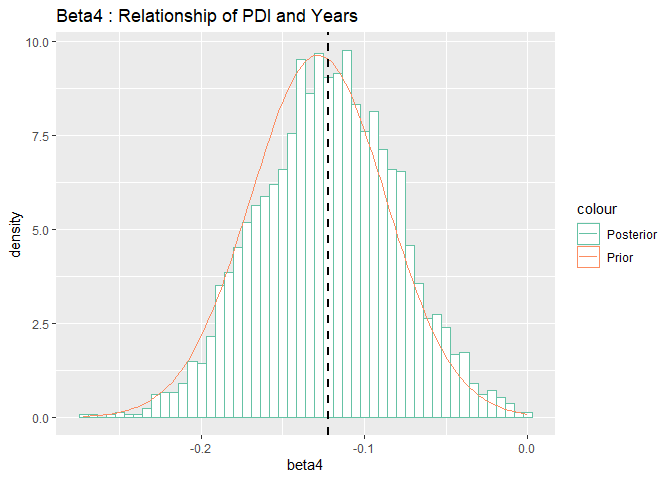 Beta4 : Relationship of PDI and Years
10.0
7.5
5.0
2.5
0.0
density
-0.2
-0.1
0.0
beta4
colour
Posterior
Prior